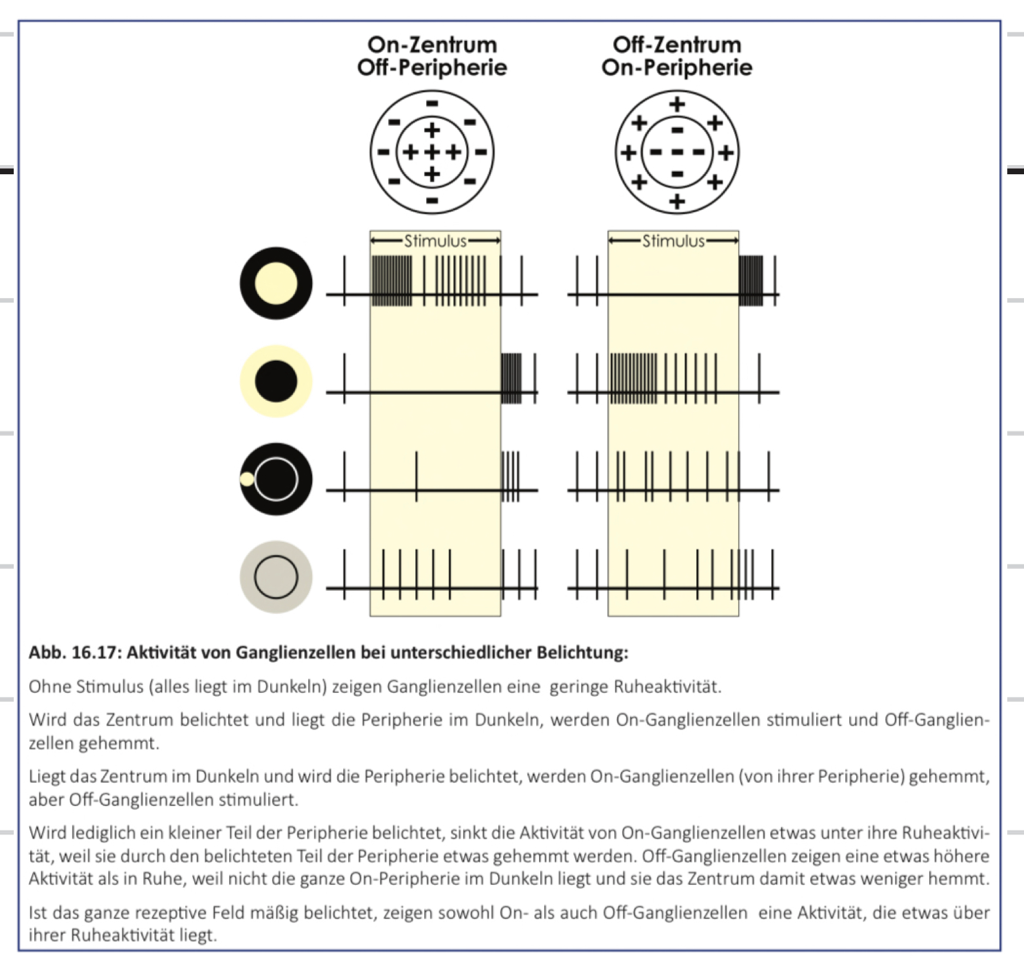 On-Zentrum
Off-Peripherie
Off-Zentrum
On-Peripherie
Stimulus
Stimulus
Abb. 16.17: Aktivität von Ganglienzellen bei unterschiedlicher Belichtung:
Ohne Stimulus (alles liegt im Dunkeln) zeigen Ganglienzellen eine geringe Ruheaktivität.
Wird das Zentrum belichtet und liegt die Peripherie im Dunkeln, werden On-Ganglienzellen stimuliert und Off-Ganglien-
zellen gehemmt.
Liegt das Zentrum im Dunkeln und wird die Peripherie belichtet, werden On-Ganglienzellen (von ihrer Peripherie) gehemmt,
aber Off-Ganglienzellen stimuliert.
Wird lediglich ein kleiner Teil der Peripherie belichtet, sinkt die Aktivität von On-Ganglienzellen etwas unter ihre Ruheaktivi-
tät, weil sie durch den belichteten Teil der Peripherie etwas gehemmt werden. Off-Ganglienzellen zeigen eine etwas höhere
Aktivität als in Ruhe, weil nicht die ganze On-Peripherie im Dunkeln liegt und sie das Zentrum damit etwas weniger hemmt.
Ist das ganze rezeptive Feld mäßig belichtet, zeigen sowohl On- als auch Off-Ganglienzellen eine Aktivität, die etwas über
ihrer Ruheaktivität liegt.